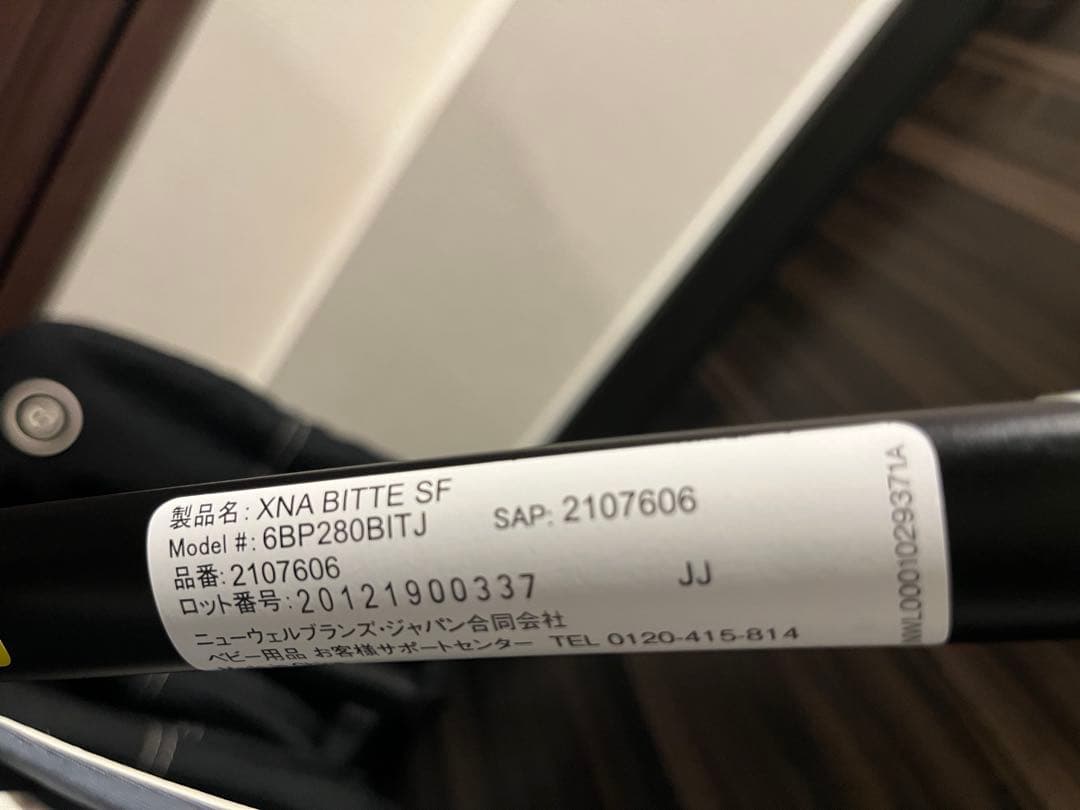 製品名: XNA BITTE SF
Model #: 6BP280BITJ
SAP: 2107606
品番: 2107606
ロット番号: 20121900337
JJ
ニューウェルブランズ・ジャパン合同会社
ベビー用品 お客様サポートセンター TEL 0120-415-814
NWL0001029371A